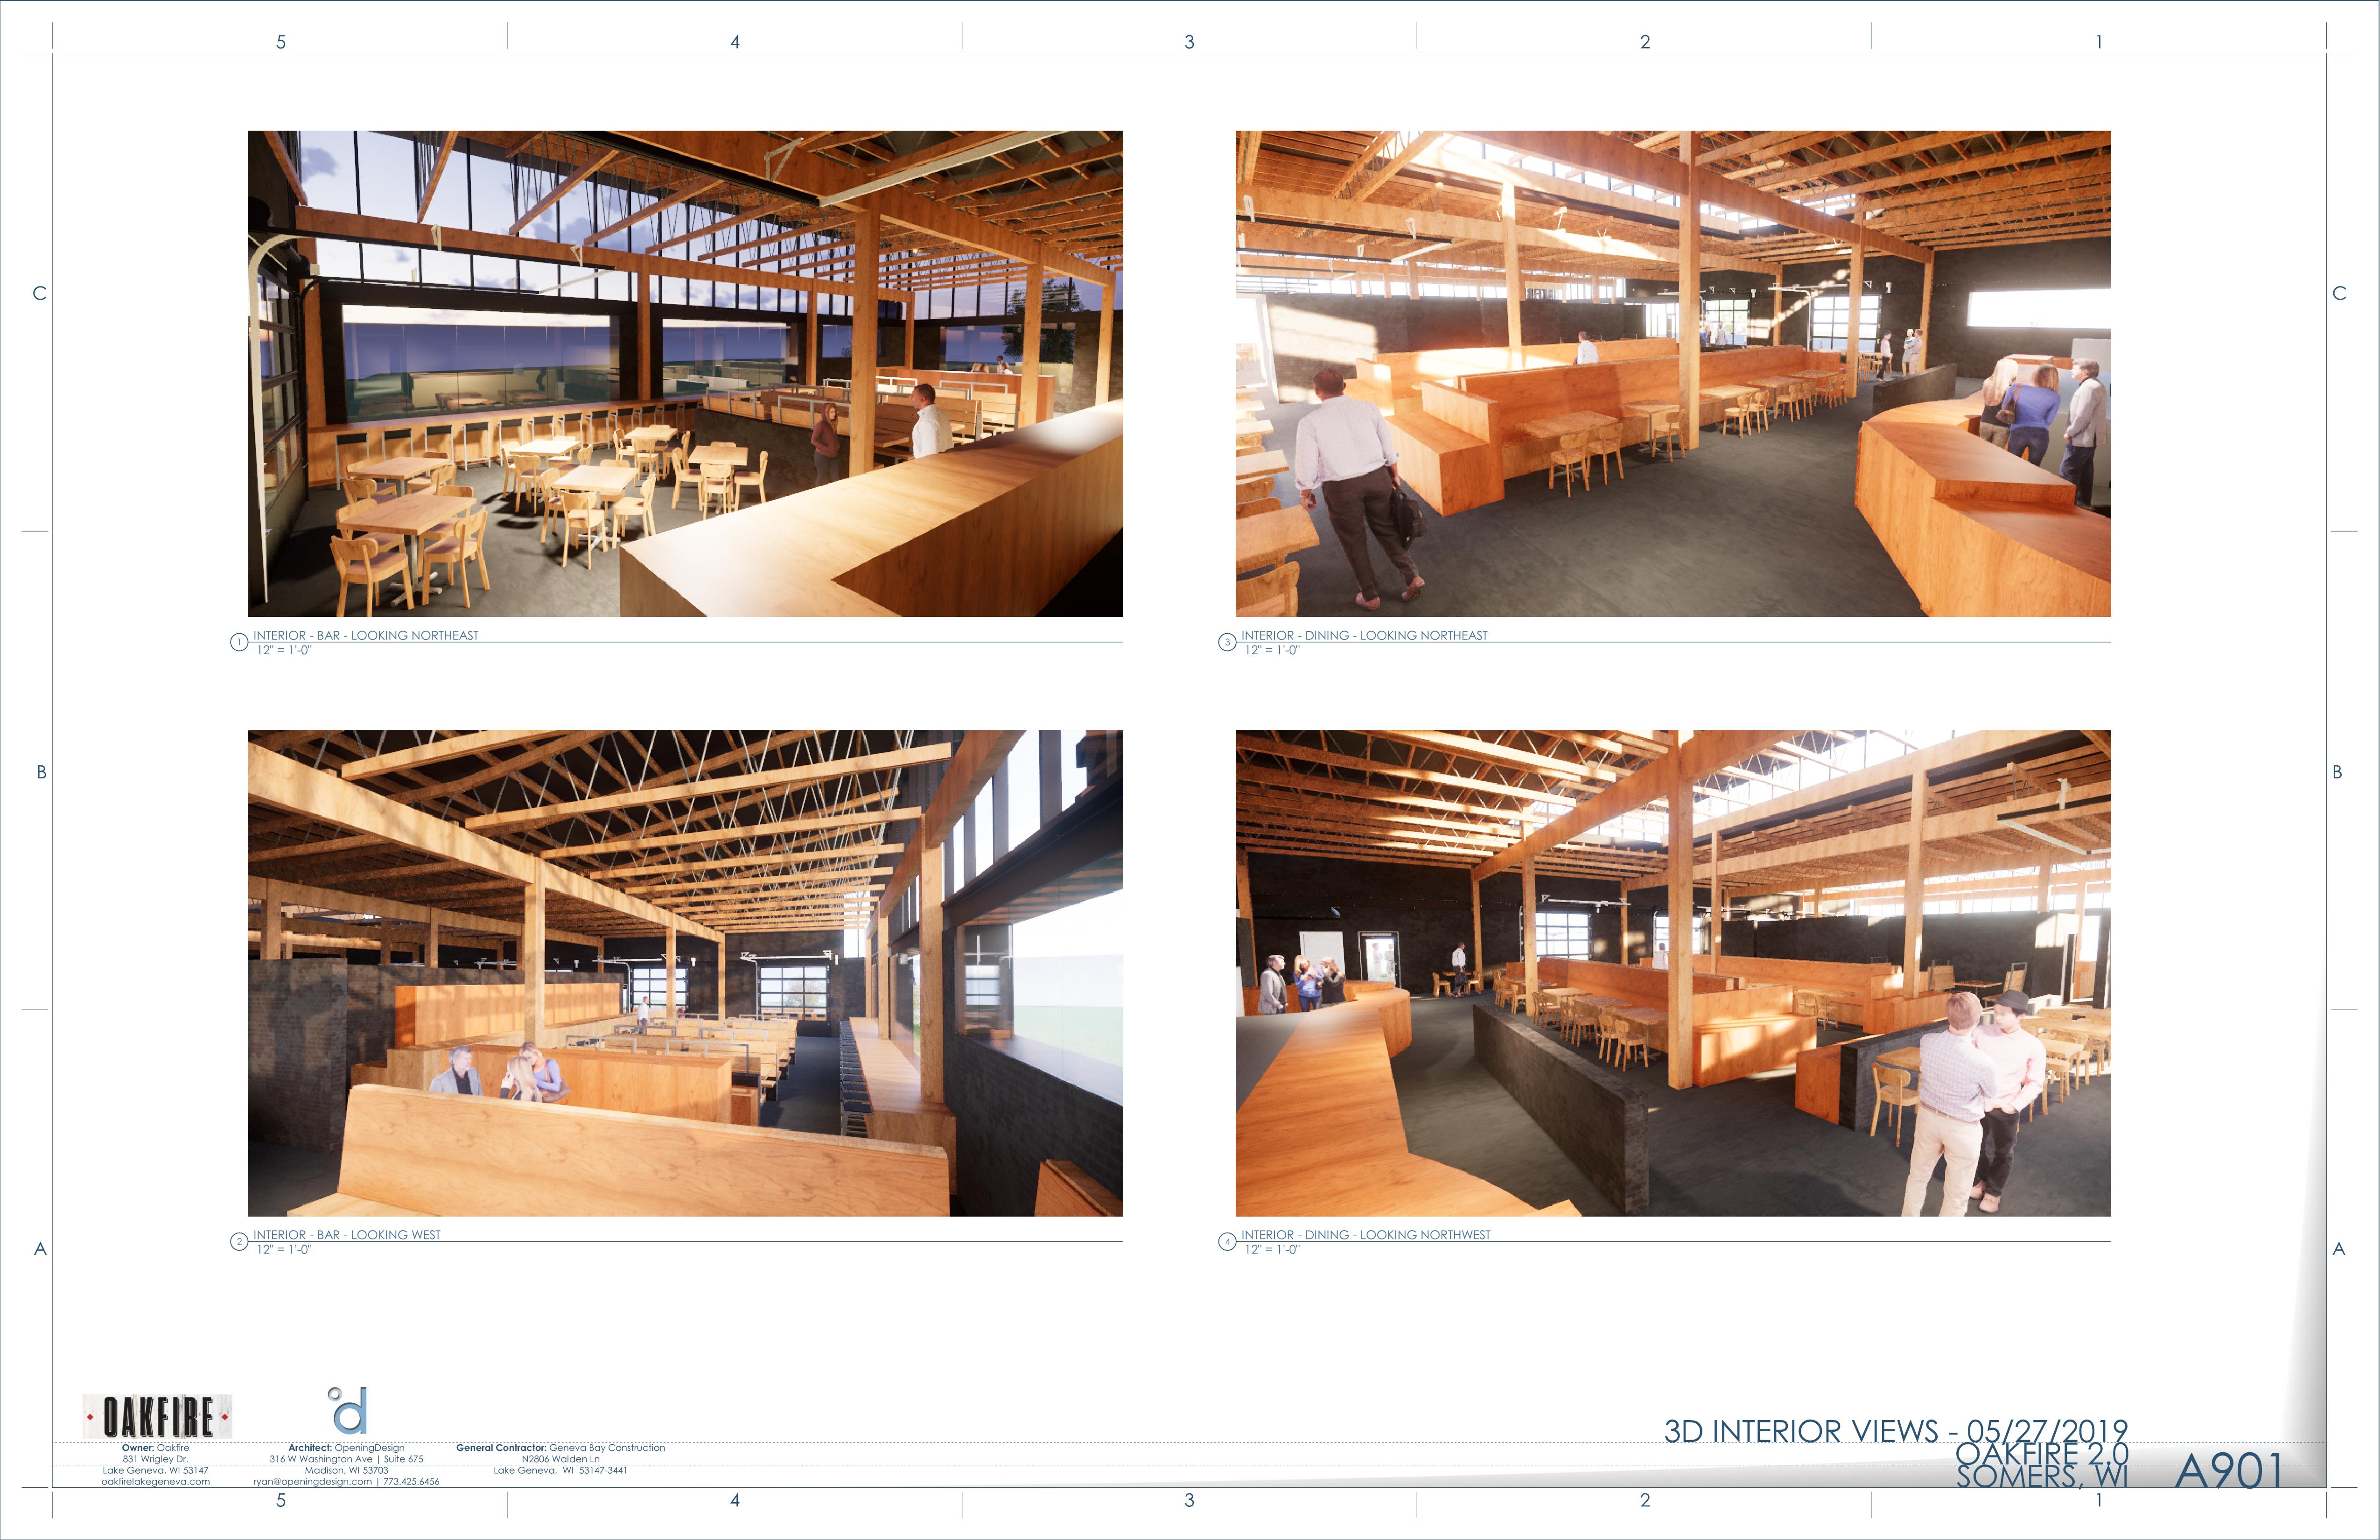 5 4 3 2 1
C C
1 INTERIOR - BAR - LOOKING NORTHEAST
12" = 1'-0"
3 INTERIOR - DINING - LOOKING NORTHEAST
12" = 1'-0"
B B
2 INTERIOR - BAR - LOOKING WEST
12" = 1'-0"
4 INTERIOR - DINING - LOOKING NORTHWEST
12" = 1'-0"
A A
OAKFIRE
Owner: Oakfire
831 Wrigley Dr.
Lake Geneva, WI 53147
oakfirelakegeneva.com
d
Architect: OpeningDesign
316 W Washington Ave | Suite 675
Madison, WI 53703
ryan@openingdesign.com | 773.425.6456
General Contractor: Geneva Bay Construction
N2806 Walden Ln
Lake Geneva, WI 53147-3441
3D INTERIOR VIEWS - 05/27/2019
OAKFIRE 2.0
SOMERS, WI
A901
5 4 3 2 1